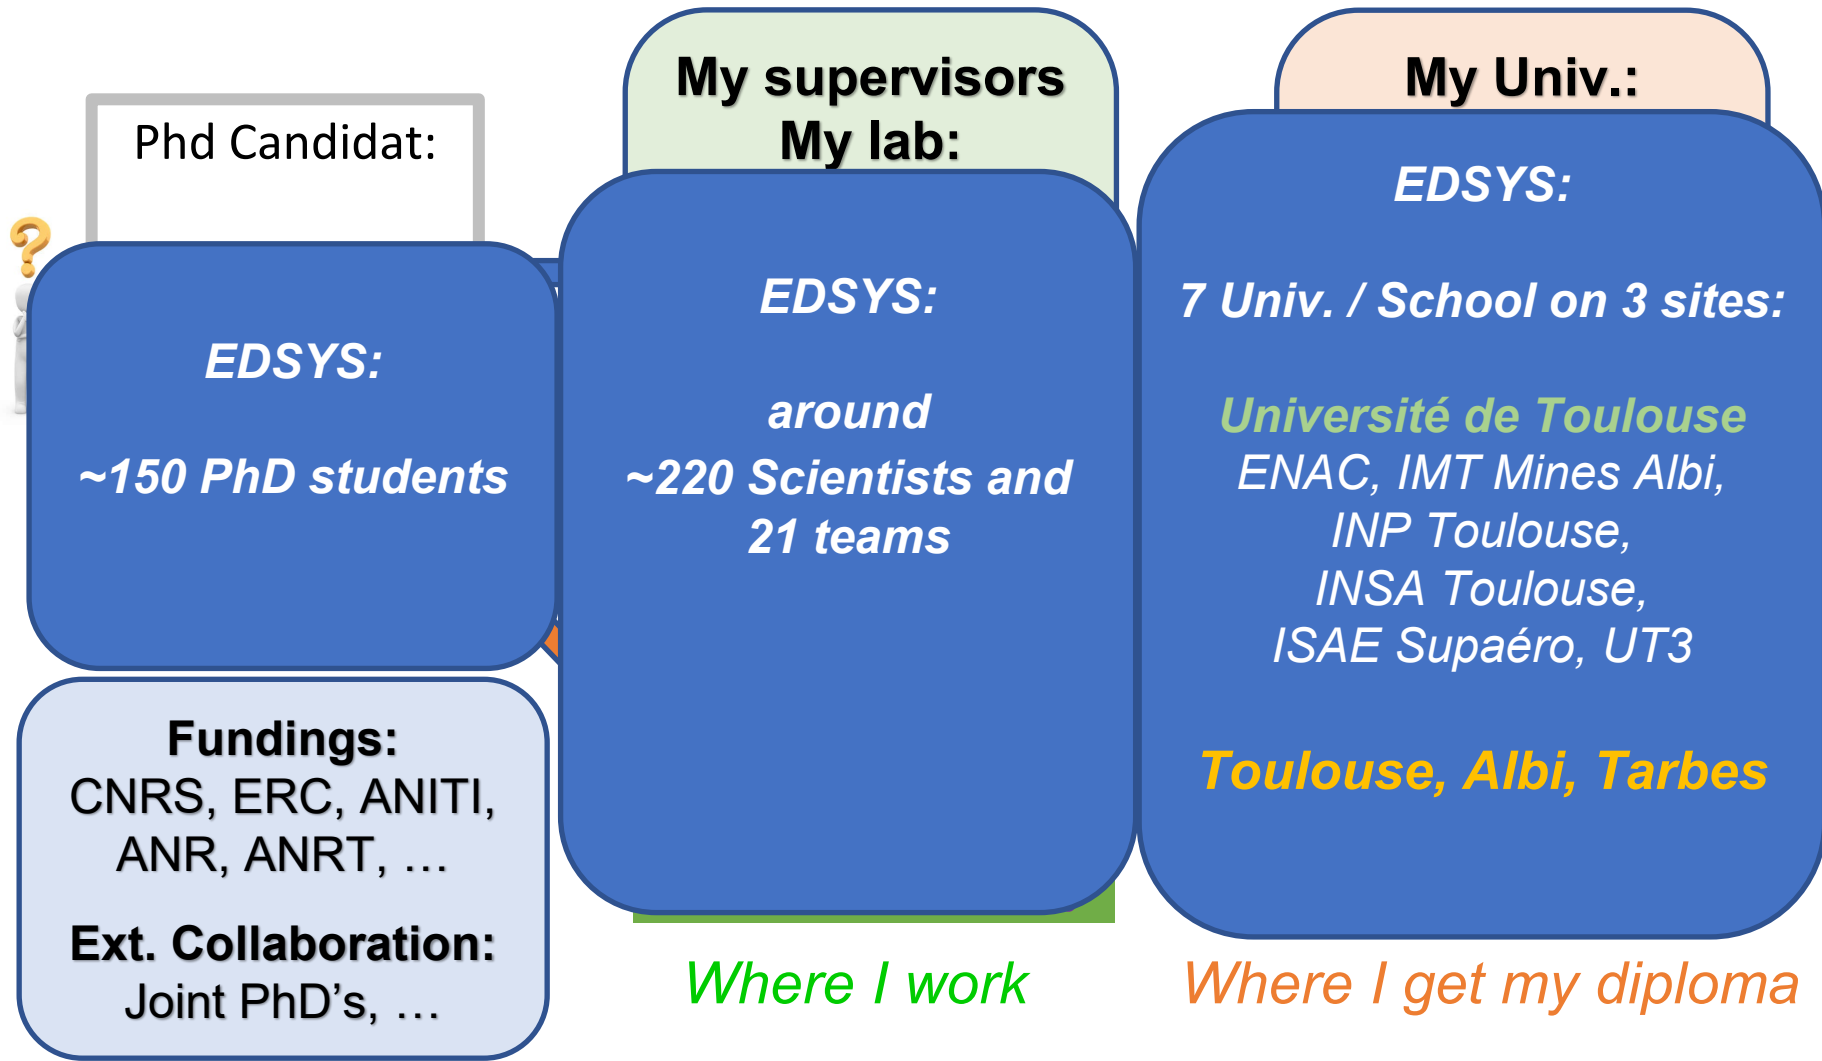 Phd Candidat:
EDSYS:
~150 PhD students
Fundings:
CNRS, ERC, ANITI,
ANR, ANRT, …
Ext. Collaboration:
Joint PhD’s, …
My supervisors
My lab:
EDSYS:
around
~220 Scientists and
21 teams
Where I work
My Univ.:
EDSYS:
7 Univ. / School on 3 sites:
Université de Toulouse
ENAC, IMT Mines Albi,
INP Toulouse,
INSA Toulouse,
ISAE Supaéro, UT3
Toulouse, Albi, Tarbes
Where I get my diploma